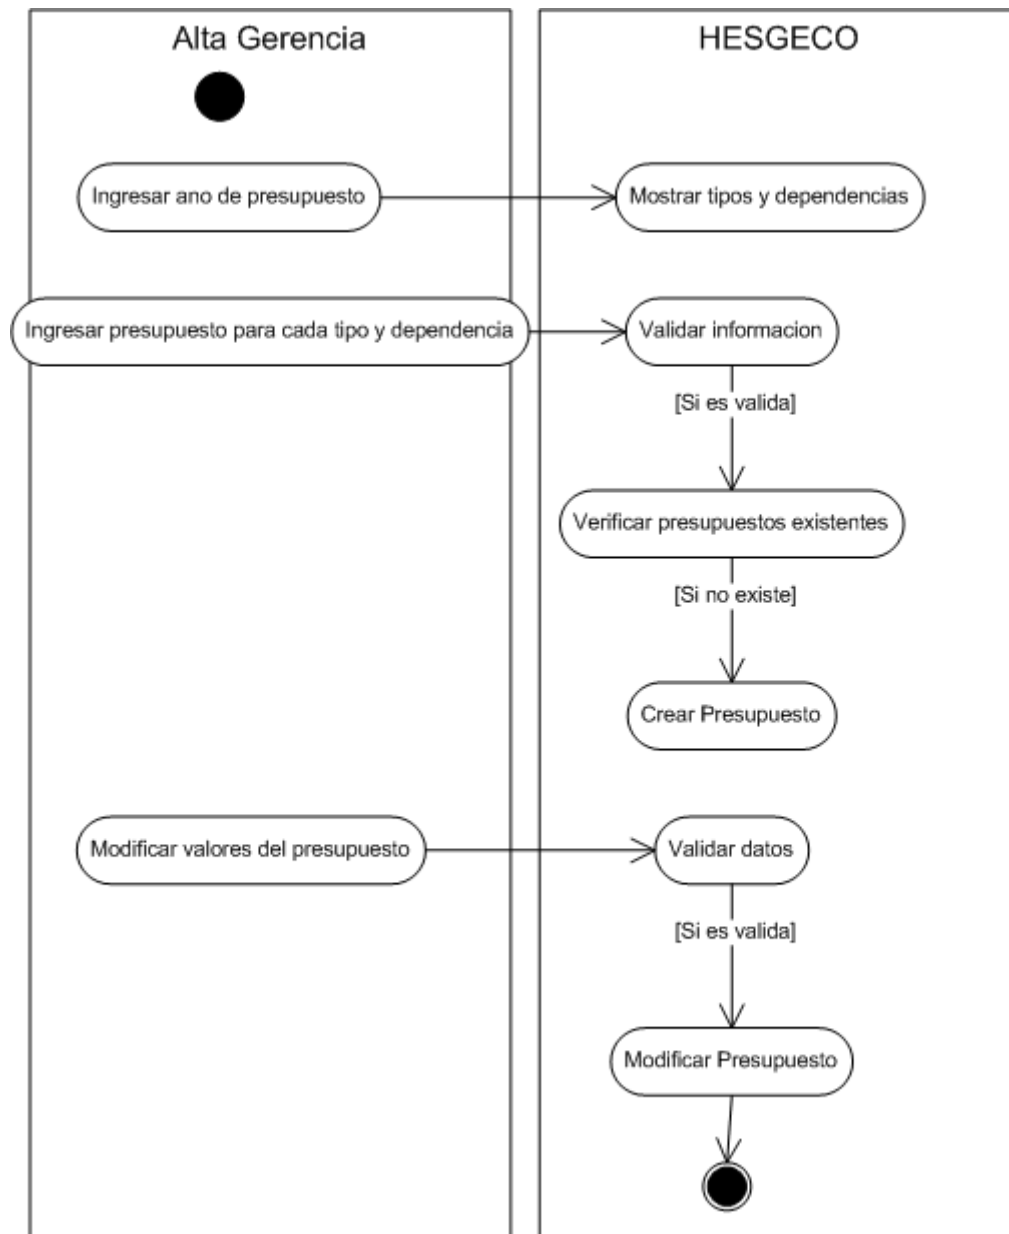 Alta Gerencia
HESGECO
Ingresar ano de presupuesto
Mostrar tipos y dependencias
Ingresar presupuesto para cada tipo y dependencia
Validar informacion
[Si es valida]
Verificar presupuestos existentes
[Si no existe]
Crear Presupuesto
Modificar valores del presupuesto
Validar datos
[Si es valida]
Modificar Presupuesto